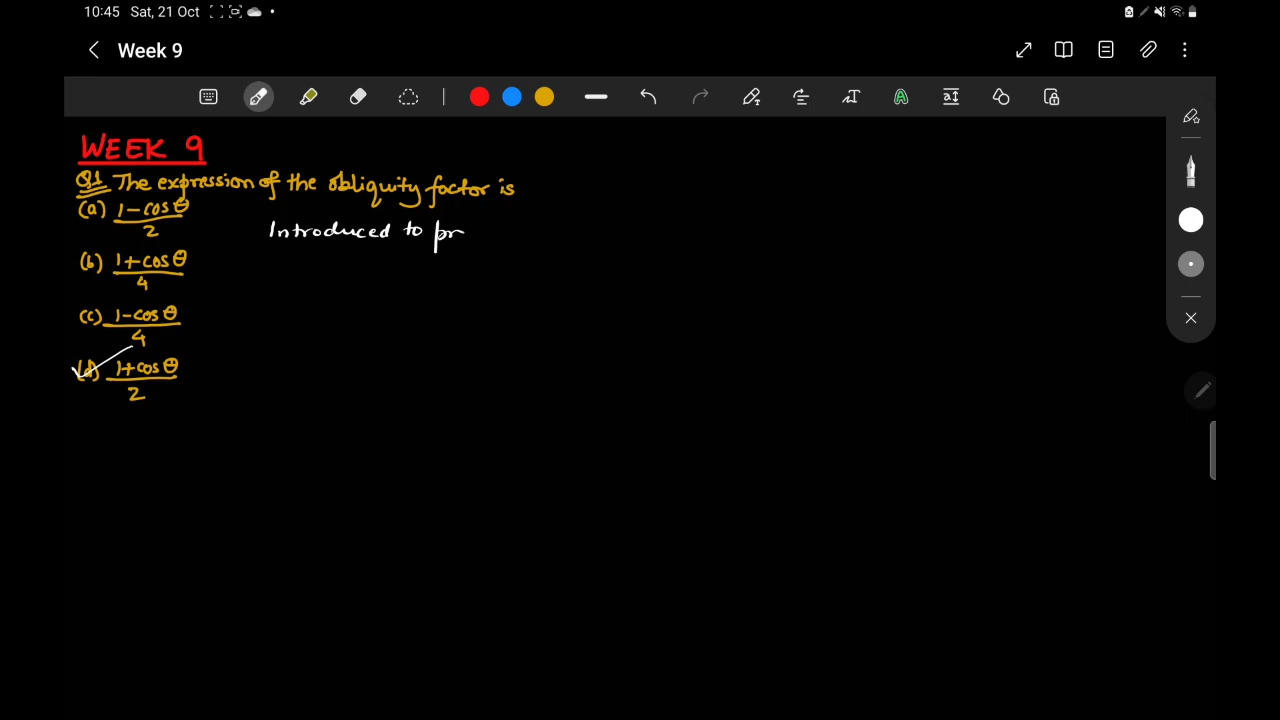 10:45 Sat, 21 Oct
Week 9
WEEK 9
Q1 The expression of the obliquity factor is
(a) 1-cosθ/2
Introduced to pr
(b) 1+cosθ/4
(c) 1-cosθ/4
(d) 1+cosθ/2